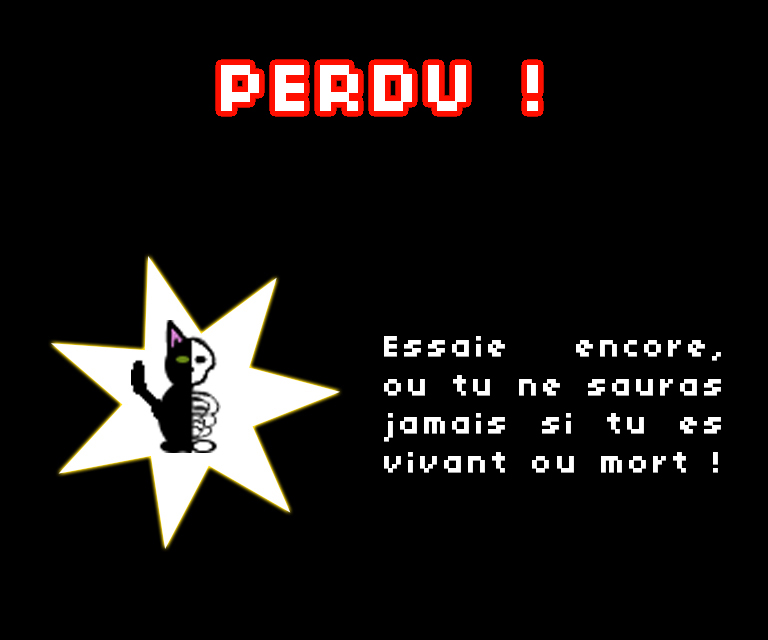 PERDU !
Essaie encore,
ou tu ne sauras
jamais si tu es
vivant ou mort !